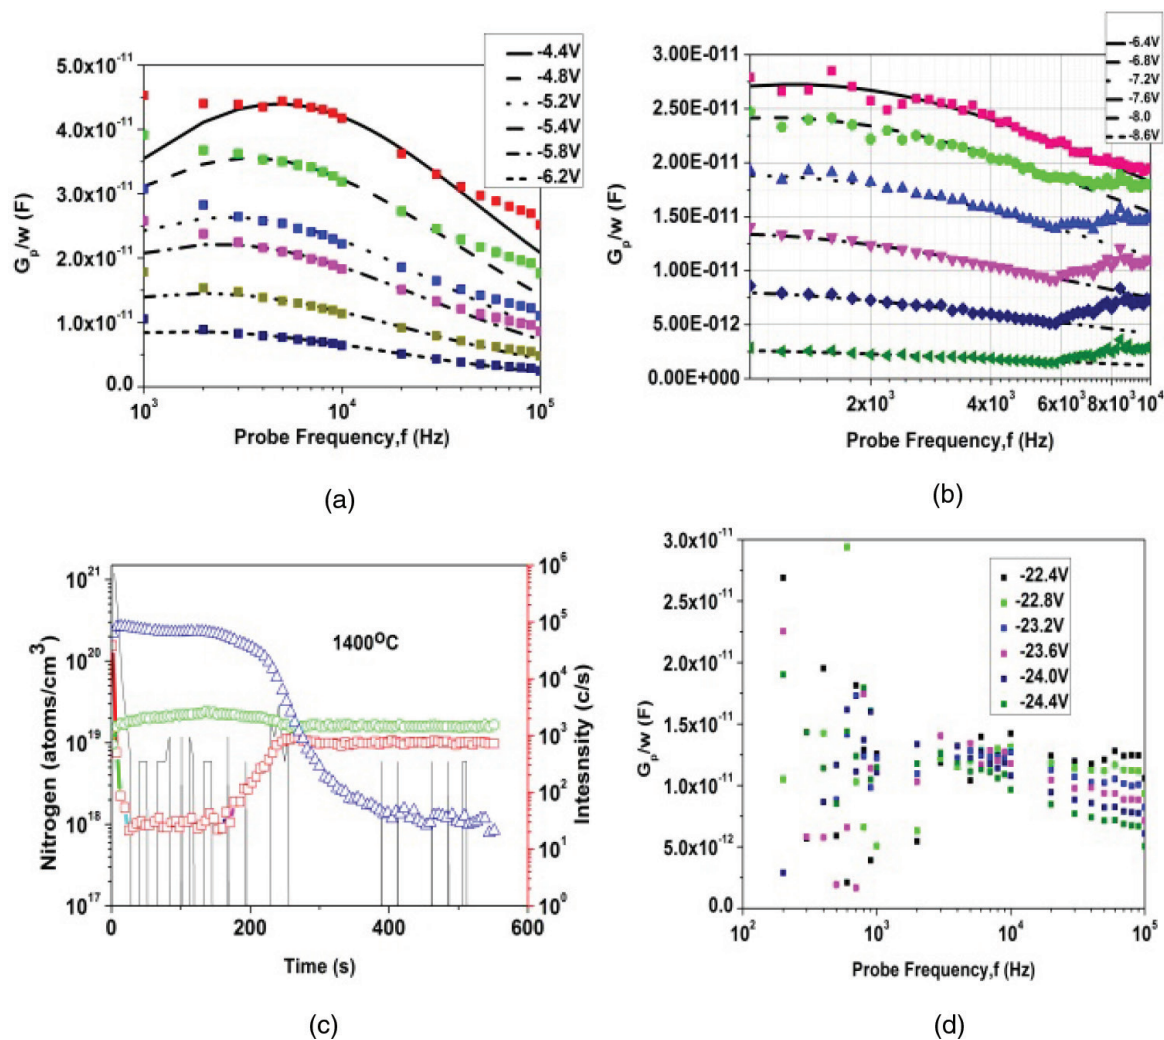 5.0x10⁻¹¹
4.0x10⁻¹¹
3.0x10⁻¹¹
2.0x10⁻¹¹
1.0x10⁻¹¹
0.0
Gₚ/w (F)
10³
10⁴
10⁵
Probe Frequency,f (Hz)
-4.4V
-4.8V
-5.2V
-5.4V
-5.8V
-6.2V
(a)
3.00E-011
2.50E-011
2.00E-011
1.50E-011
1.00E-011
5.00E-012
0.00E+000
Gₚ/w (F)
2x10³
4x10³
6x10³
8x10³
10⁴
Probe Frequency,f (Hz)
-6.4V
-6.8V
-7.2V
-7.6V
-8.0
-8.6V
(b)
10²¹
10²⁰
10¹⁹
10¹⁸
10¹⁷
Nitrogen (atoms/cm³)
1400⁰C
10⁶
10⁵
10⁴
10³
10²
10¹
10⁰
Intesnsity (c/s)
0
200
400
600
Time (s)
(c)
3.0x10⁻¹¹
2.5x10⁻¹¹
2.0x10⁻¹¹
1.5x10⁻¹¹
1.0x10⁻¹¹
5.0x10⁻¹²
0.0
Gₚ/w (F)
10²
10³
10⁴
10⁵
Probe Frequency,f (Hz)
-22.4V
-22.8V
-23.2V
-23.6V
-24.0V
-24.4V
(d)